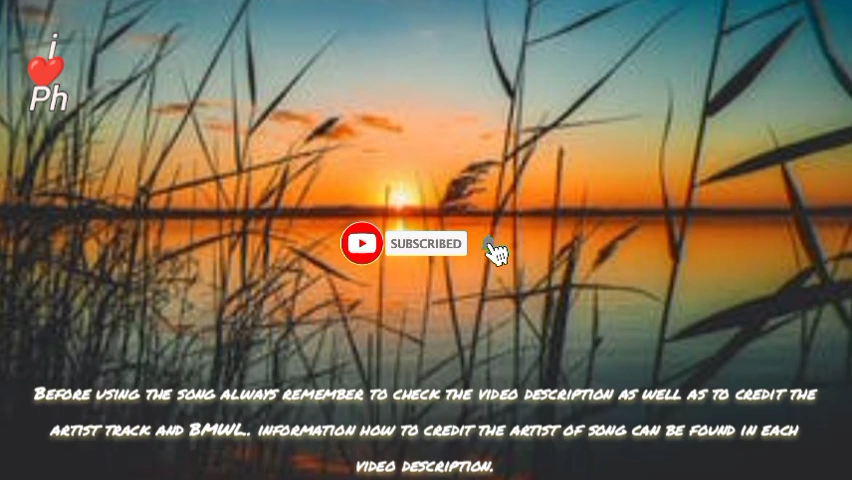 i
Ph
SUBSCRIBED
BEFORE USING THE SONG ALWAYS REMEMBER TO CHECK THE VIDEO DESCRIPTION AS WELL AS TO CREDIT THE
ARTIST TRACK AND BMWL.. INFORMATION HOW TO CREDIT THE ARTIST OF SONG CAN BE FOUND IN EACH
VIDEO DESCRIPTION.